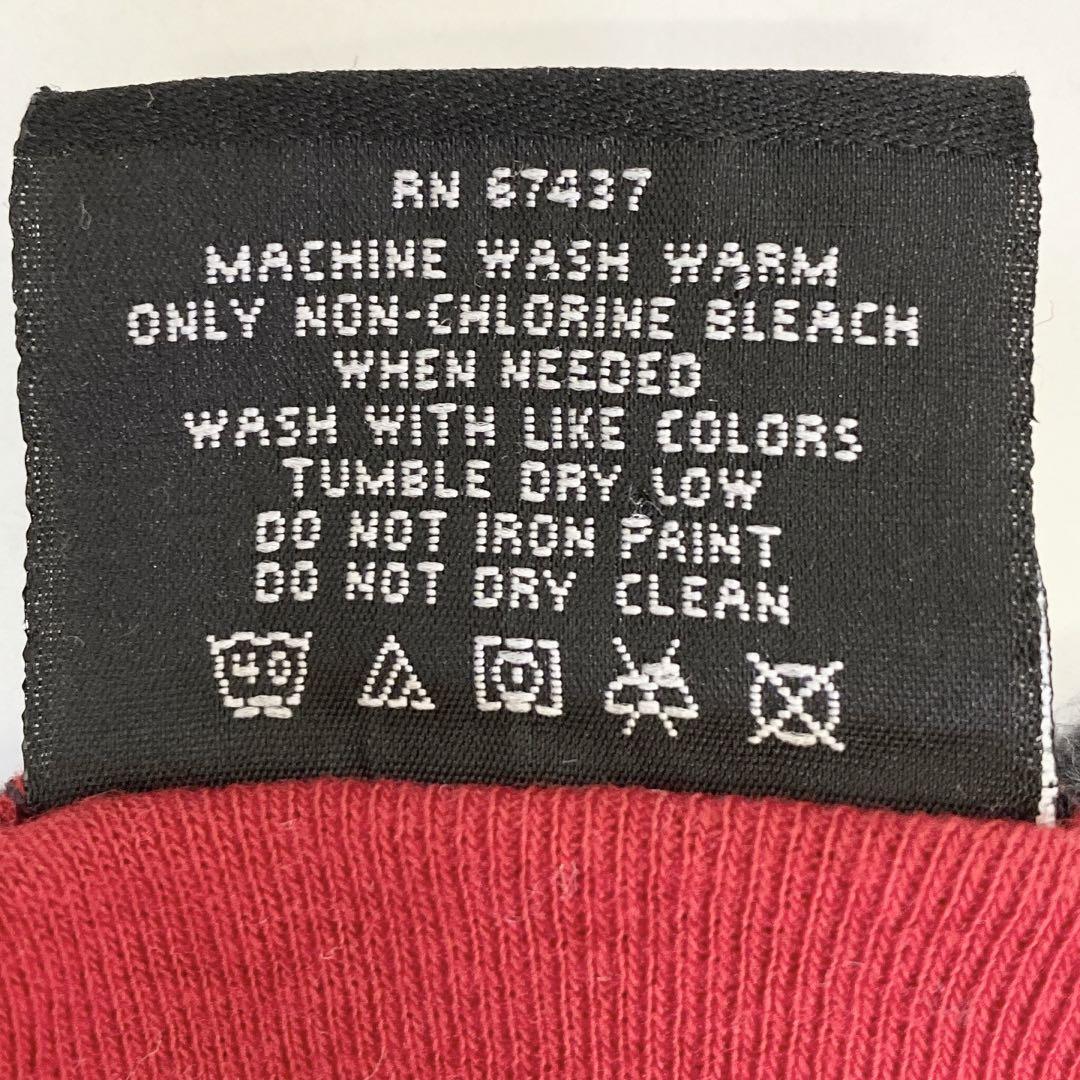 RN 67437
MACHINE WASH WARM
ONLY NON-CHLORINE BLEACH
WHEN NEEDED
WASH WITH LIKE COLORS
TUMBLE DRY LOW
DO NOT IRON PRINT
DO NOT DRY CLEAN
40